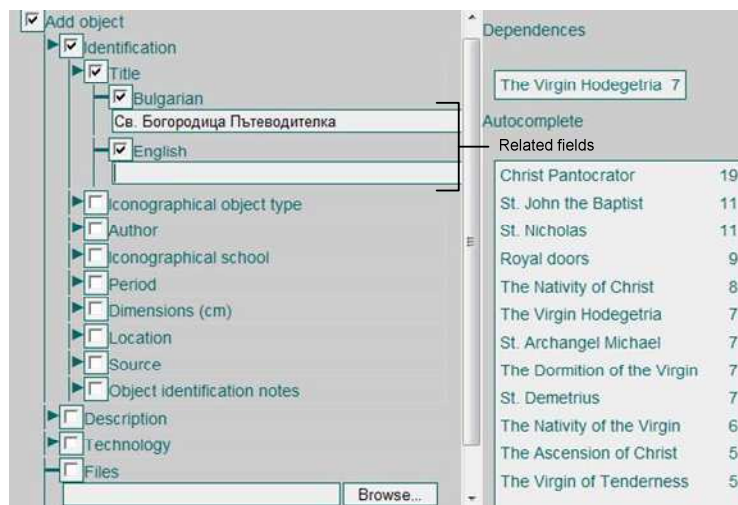 Add object
Identification
Title
Bulgarian
Св. Богородица Пътеводителка
English
Iconographical object type
Author
Iconographical school
Period
Dimensions (cm)
Location
Source
Object identification notes
Description
Technology
Files
Browse...
Dependences
The Virgin Hodegetria 7
Autocomplete
Related fields
Christ Pantocrator 19
St. John the Baptist 11
St. Nicholas 11
Royal doors 9
The Nativity of Christ 8
The Virgin Hodegetria 7
St. Archangel Michael 7
The Dormition of the Virgin 7
St. Demetrius 7
The Nativity of the Virgin 6
The Ascension of Christ 5
The Virgin of Tenderness 5